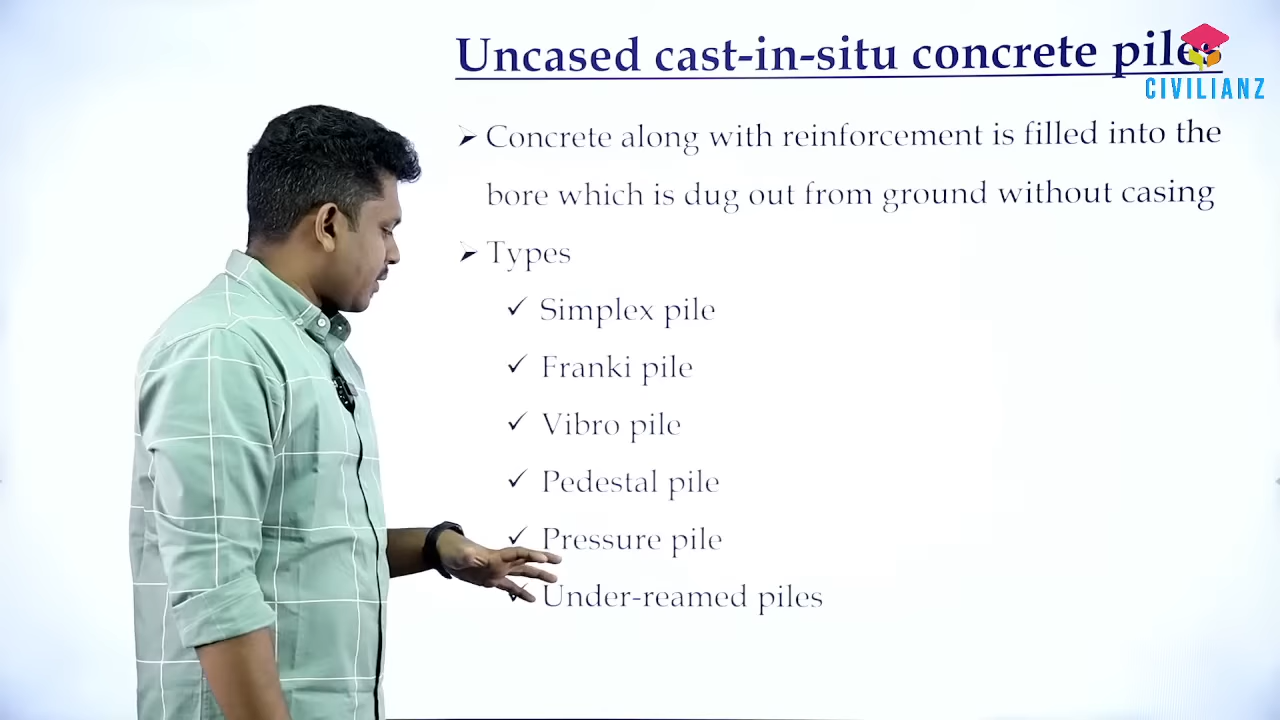 Uncased cast-in-situ concrete piles
CIVILIANZ
➢ Concrete along with reinforcement is filled into the
bore which is dug out from ground without casing
➢ Types
✓ Simplex pile
✓ Franki pile
✓ Vibro pile
✓ Pedestal pile
✓ Pressure pile
✓ Under-reamed piles